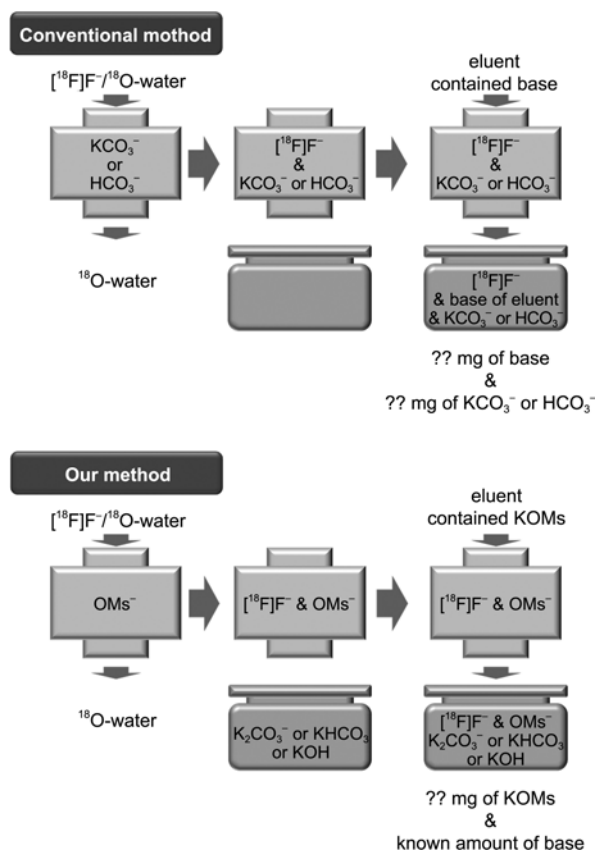 Conventional mothod
[¹⁸F]F⁻/¹⁸O-water
eluent
contained base
KCO₃⁻
or
HCO₃⁻
[¹⁸F]F⁻
&
KCO₃⁻ or HCO₃⁻
[¹⁸F]F⁻
&
KCO₃⁻ or HCO₃⁻
¹⁸O-water
[¹⁸F]F⁻
& base of eluent
& KCO₃⁻ or HCO₃⁻
?? mg of base
&
?? mg of KCO₃⁻ or HCO₃⁻
Our method
[¹⁸F]F⁻/¹⁸O-water
eluent
contained KOMs
OMs⁻
[¹⁸F]F⁻ & OMs⁻
[¹⁸F]F⁻ & OMs⁻
¹⁸O-water
K₂CO₃⁻ or KHCO₃
or KOH
[¹⁸F]F⁻ & OMs⁻
K₂CO₃⁻ or KHCO₃
or KOH
?? mg of KOMs
&
known amount of base